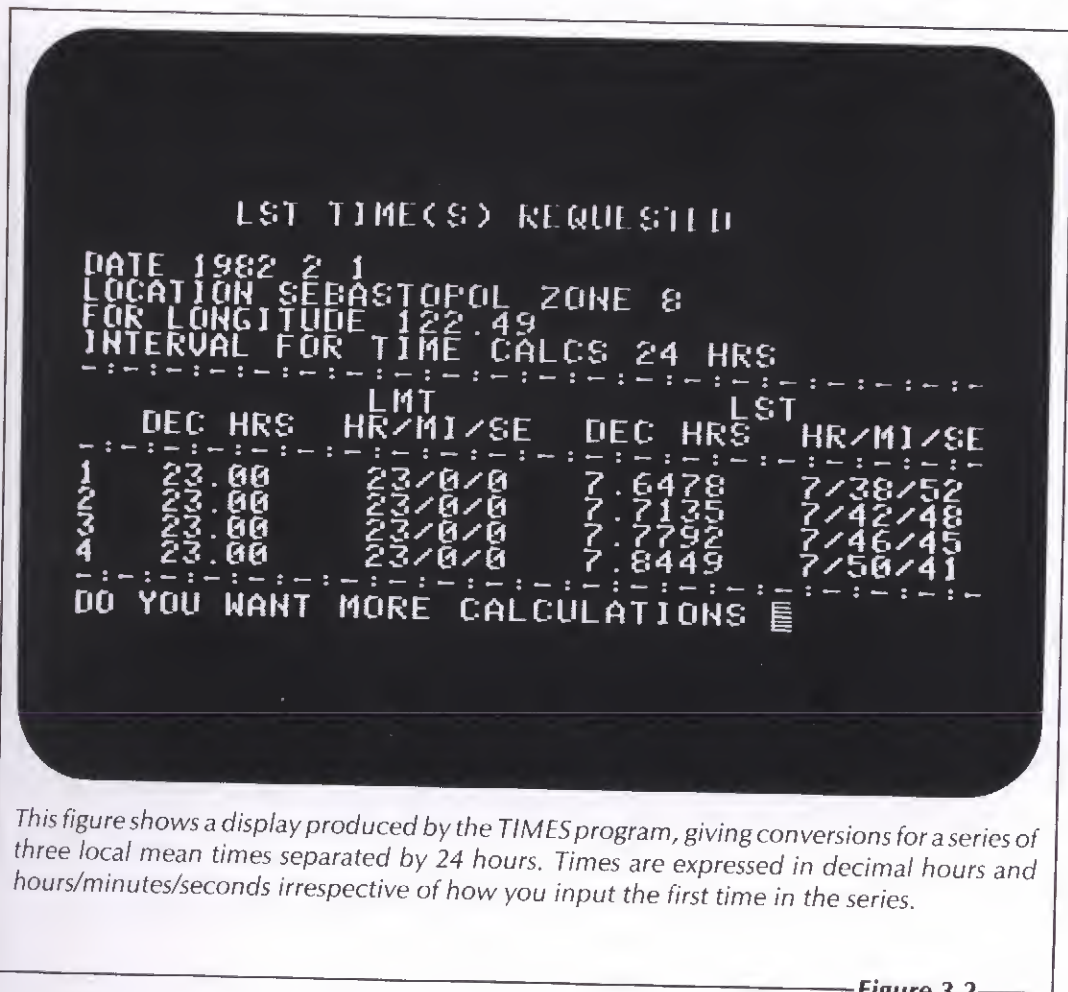 LST TIME(S) REQUESTED
DATE 1982 2 1
LOCATION SEBASTOPOL ZONE 8
FOR LONGITUDE 122.49
INTERVAL FOR TIME CALCS 24 HRS
-:-:-:-:-:-:-:-:-:-:-:-:-:-:-:-:-:-:-:-
LMT LST
DEC HRS HR/MI/SE DEC HRS HR/MI/SE
-:-:-:-:-:-:-:-:-:-:-:-:-:-:-:-:-:-:-:-
1 23.00 23/0/0 7.6478 7/38/52
2 23.00 23/0/0 7.7135 7/42/48
3 23.00 23/0/0 7.7792 7/46/45
4 23.00 23/0/0 7.8449 7/50/41
-:-:-:-:-:-:-:-:-:-:-:-:-:-:-:-:-:-:-:-
DO YOU WANT MORE CALCULATIONS
This figure shows a display produced by the TIMES program, giving conversions for a series of
three local mean times separated by 24 hours. Times are expressed in decimal hours and
hours/minutes/seconds irrespective of how you input the first time in the series.
Figure 3.2